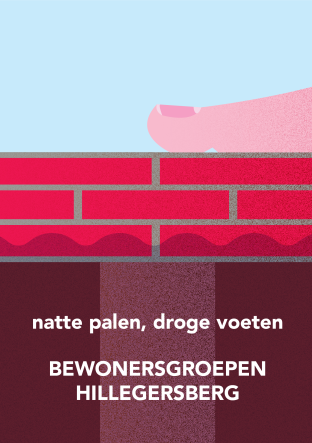 natte palen, droge voeten
BEWONERSGROEPEN
HILLEGERSBERG